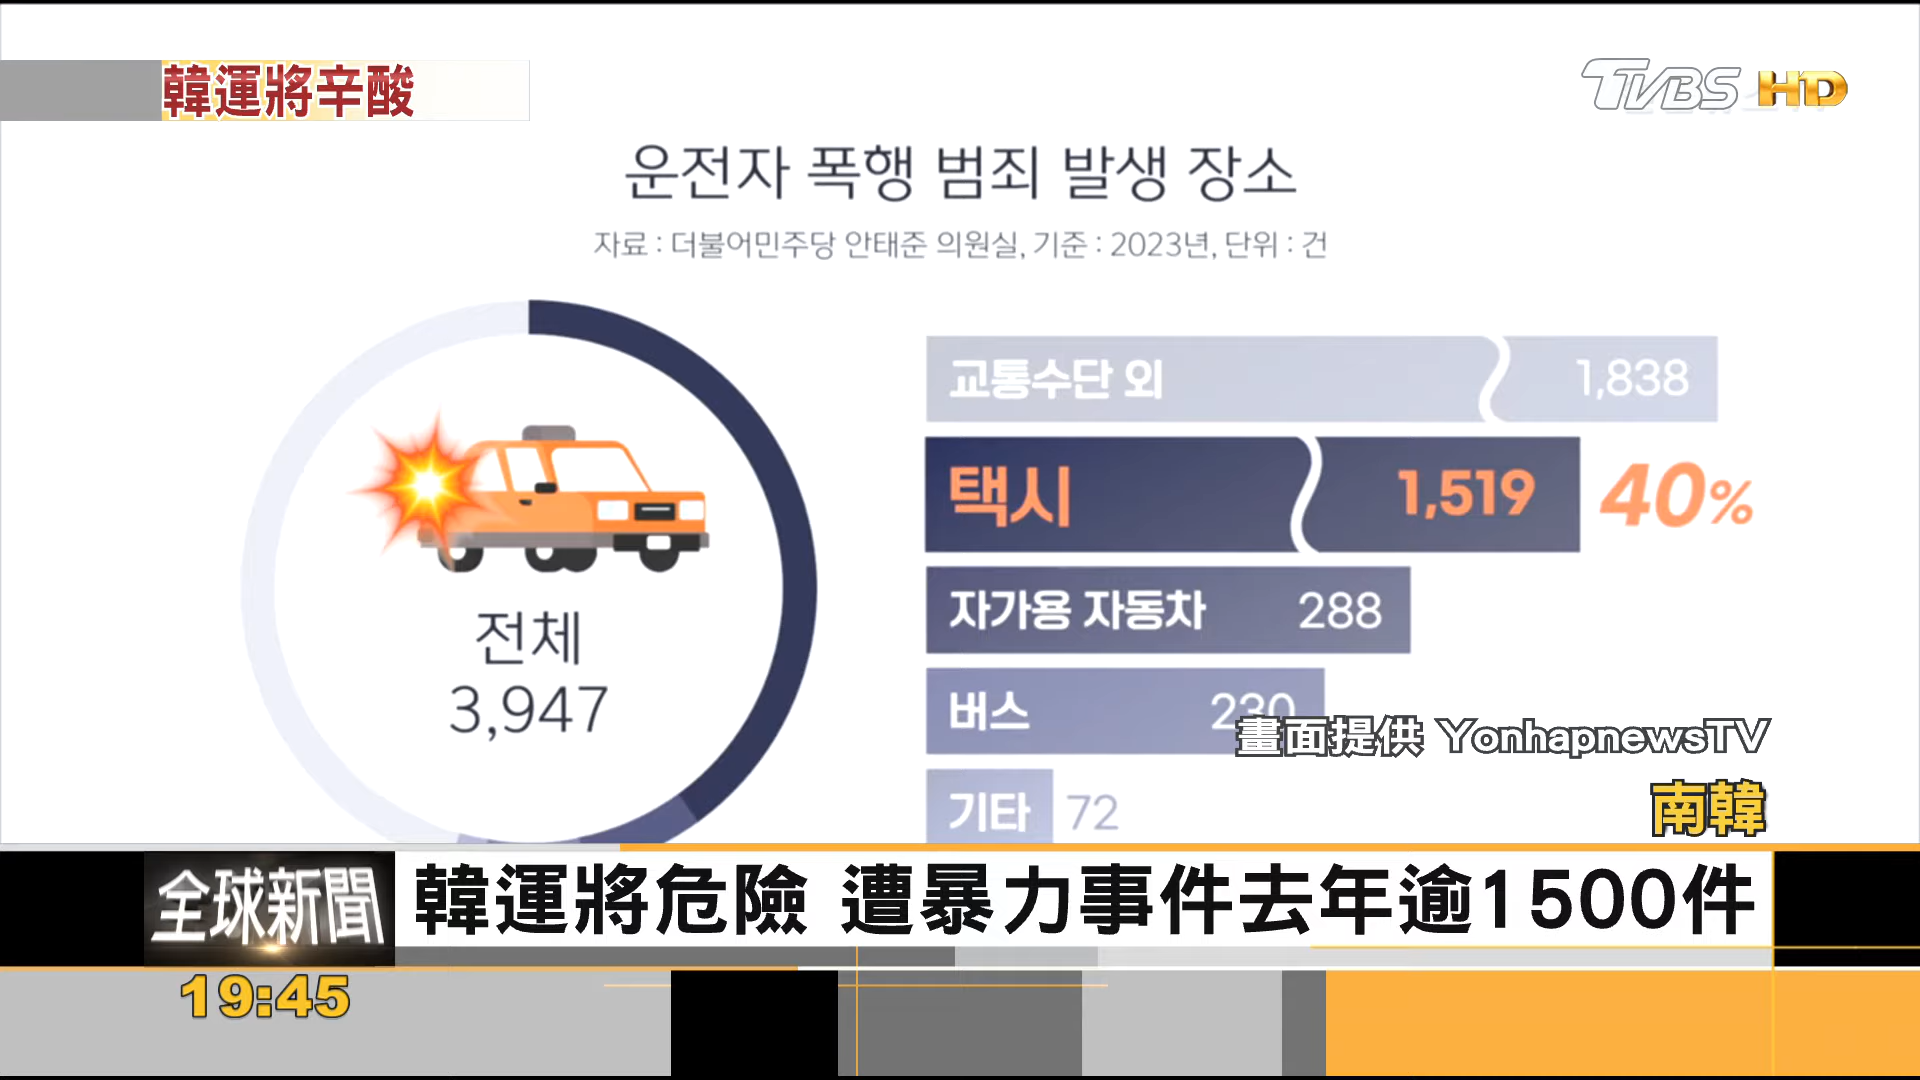 韓運將辛酸
TVBS HD
운전자 폭행 범죄 발생 장소
자료 : 더불어민주당 안태준 의원실, 기준 : 2023년, 단위 : 건
교통수단 외 1,838
택시 1,519 40%
자가용 자동차 288
버스 230
기타 72
전체
3,947
畫面提供 YonhapnewsTV
南韓
全球新聞
韓運將危險 遭暴力事件去年逾1500件
19:45